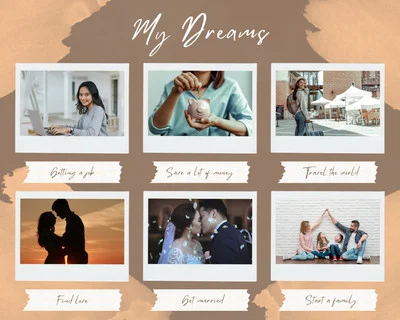 My Dreams
Getting a job
Save a lot of money
Travel the world
Find love
Get married
Start a family